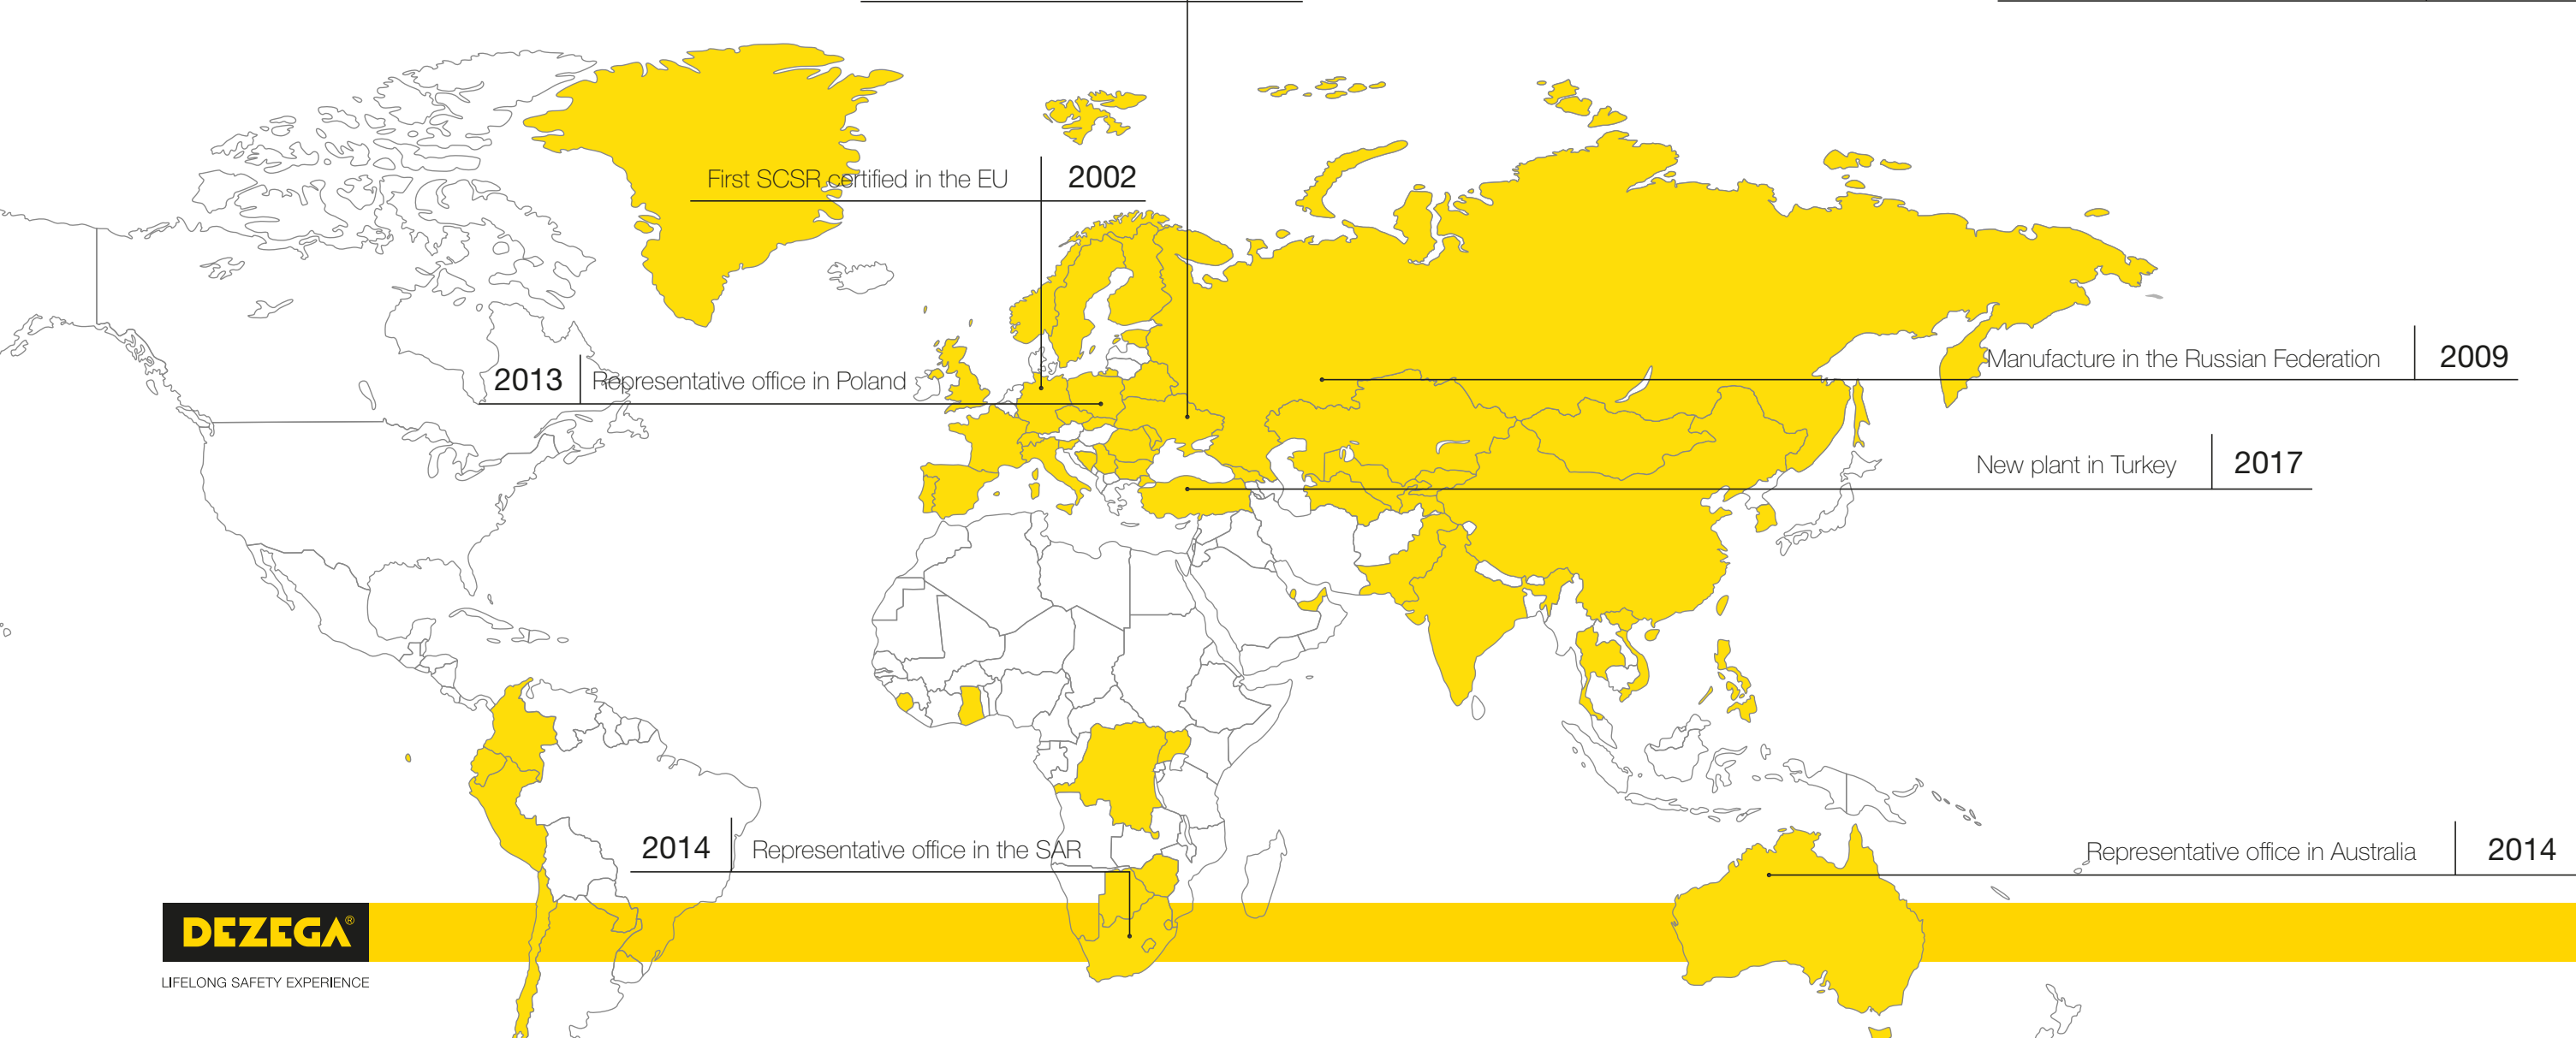 First SCSR certified in the EU 2002
Manufacture in the Russian Federation 2009
2013 Representative office in Poland
New plant in Turkey 2017
2014 Representative office in the SAR
Representative office in Australia 2014
DEZEGA®
LIFELONG SAFETY EXPERIENCE